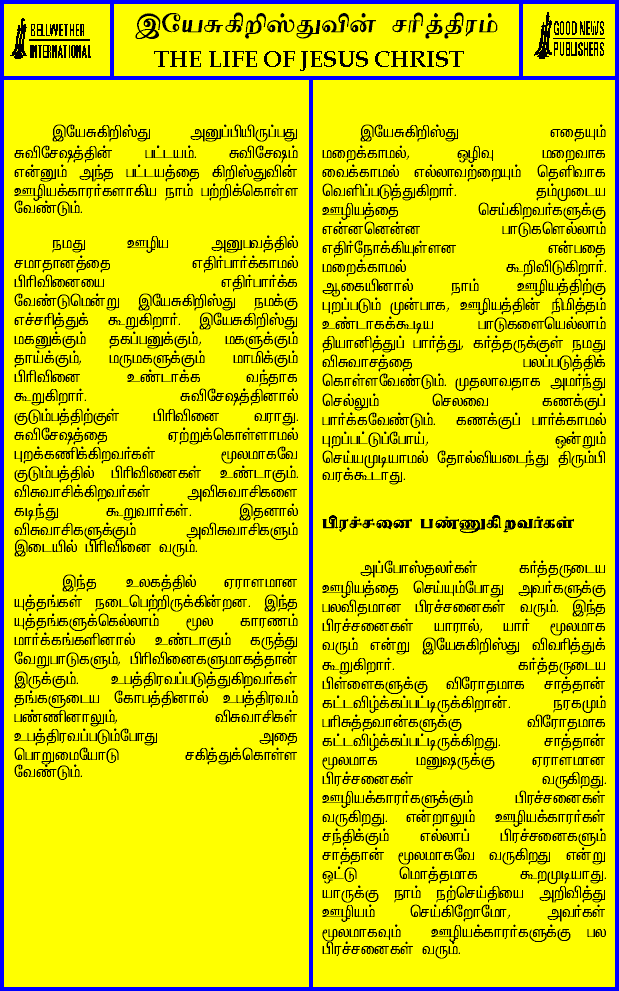 BELLWETHER
INTERNATIONAL
இயேசுகிறிஸ்துவின் சரித்திரம்
THE LIFE OF JESUS CHRIST
GOOD NEWS
PUBLISHERS
இயேசுகிறிஸ்து அனுப்பியிருப்பது
சுவிசேஷத்தின் பட்டயம். சுவிசேஷம்
என்னும் அந்த பட்டயத்தை கிறிஸ்துவின்
ஊழியக்காரர்களாகிய நாம் பற்றிக்கொள்ள
வேண்டும்.
நமது ஊழிய அனுபவத்தில்
சமாதானத்தை எதிர்பார்க்காமல்
பிரிவினையை எதிர்பார்க்க
வேண்டுமென்று இயேசுகிறிஸ்து நமக்கு
எச்சரித்துக் கூறுகிறார். இயேசுகிறிஸ்து
மகனுக்கும் தகப்பனுக்கும், மகளுக்கும்
தாய்க்கும், மருமகளுக்கும் மாமிக்கும்
பிரிவினை உண்டாக்க வந்தாக
கூறுகிறார். சுவிசேஷத்தினால்
குடும்பத்திற்குள் பிரிவினை வராது.
சுவிசேஷத்தை ஏற்றுக்கொள்ளாமல்
புறக்கணிக்கிறவர்கள் மூலமாகவே
குடும்பத்தில் பிரிவினைகள் உண்டாகும்.
விசுவாசிக்கிறவர்கள் அவிசுவாசிகளை
கடிந்து கூறுவார்கள். இதனால்
விசுவாசிகளுக்கும் அவிசுவாசிகளும்
இடையில் பிரிவினை வரும்.
இந்த உலகத்தில் ஏராளமான
யுத்தங்கள் நடைபெற்றிருக்கின்றன. இந்த
யுத்தங்களுக்கெல்லாம் மூல காரணம்
மார்க்கங்களினால் உண்டாகும் கருத்து
வேறுபாடுகளும், பிரிவினைகளுமாகத்தான்
இருக்கும். உபத்திரவப்படுத்துகிறவர்கள்
தங்களுடைய கோபத்தினால் உபத்திரவம்
பண்ணினாலும், விசுவாசிகள்
உபத்திரவப்படும்போது அதை
பொறுமையோடு சகித்துக்கொள்ள
வேண்டும்.
இயேசுகிறிஸ்து எதையும்
மறைக்காமல், ஒழிவு மறைவாக
வைக்காமல் எல்லாவற்றையும் தெளிவாக
வெளிப்படுத்துகிறார். தம்முடைய
ஊழியத்தை செய்கிறவர்களுக்கு
என்னனென்ன பாடுகளெல்லாம்
எதிர்நோக்கியுள்ளன என்பதை
மறைக்காமல் கூறிவிடுகிறார்.
ஆகையினால் நாம் ஊழியத்திற்கு
புறப்படும் முன்பாக, ஊழியத்தின் நிமித்தம்
உண்டாகக்கூடிய பாடுகளையெல்லாம்
தியானித்துப் பார்த்து, கர்த்தருக்குள் நமது
விசுவாசத்தை பலப்படுத்திக்
கொள்ளவேண்டும். முதலாவதாக அமர்ந்து
செல்லும் செலவை கணக்குப்
பார்க்கவேண்டும். கணக்குப் பார்க்காமல்
புறப்பட்டுப்போய், ஒன்றும்
செய்யமுடியாமல் தோல்வியடைந்து திரும்பி
வரக்கூடாது.
பிரச்சனை பண்ணுகிறவர்கள்
அப்போஸ்தலர்கள் கர்த்தருடைய
ஊழியத்தை செய்யும்போது அவர்களுக்கு
பலவிதமான பிரச்சனைகள் வரும். இந்த
பிரச்சனைகள் யாரால், யார் மூலமாக
வரும் என்று இயேசுகிறிஸ்து விவரித்துக்
கூறுகிறார். கர்த்தருடைய
பிள்ளைகளுக்கு விரோதமாக சாத்தான்
கட்டவிழ்க்கப்பட்டிருக்கிறான். நரகமும்
பரிசுத்தவான்களுக்கு விரோதமாக
கட்டவிழ்க்கப்பட்டிருக்கிறது. சாத்தான்
மூலமாக மனுஷருக்கு ஏராளமான
பிரச்சனைகள் வருகிறது.
ஊழியக்காரர்களுக்கும் பிரச்சனைகள்
வருகிறது. என்றாலும் ஊழியக்காரர்கள்
சந்திக்கும் எல்லாப் பிரச்சனைகளும்
சாத்தான் மூலமாகவே வருகிறது என்று
ஒட்டு மொத்தமாக கூறமுடியாது.
யாருக்கு நாம் நற்செய்தியை அறிவித்து
ஊழியம் செய்கிறோமோ, அவர்கள்
மூலமாகவும் ஊழியக்காரர்களுக்கு பல
பிரச்சனைகள் வரும்.